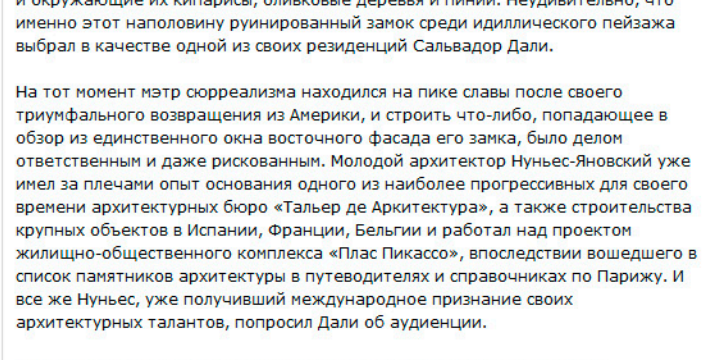 и окружающие их кипарисы, оливковые деревья и пинии. Неудивительно, что
именно этот наполовину руинированный замок среди идиллического пейзажа
выбрал в качестве одной из своих резиденций Сальвадор Дали.
На тот момент мэтр сюрреализма находился на пике славы после своего
триумфального возвращения из Америки, и строить что-либо, попадающее в
обзор из единственного окна восточного фасада его замка, было делом
ответственным и даже рискованным. Молодой архитектор Нуньес-Яновский уже
имел за плечами опыт основания одного из наиболее прогрессивных для своего
времени архитектурных бюро «Тальер де Аркитектура», а также строительства
крупных объектов в Испании, Франции, Бельгии и работал над проектом
жилищно-общественного комплекса «Плас Пикассо», впоследствии вошедшего в
список памятников архитектуры в путеводителях и справочниках по Парижу. И
все же Нуньес, уже получивший международное признание своих
архитектурных талантов, попросил Дали об аудиенции.